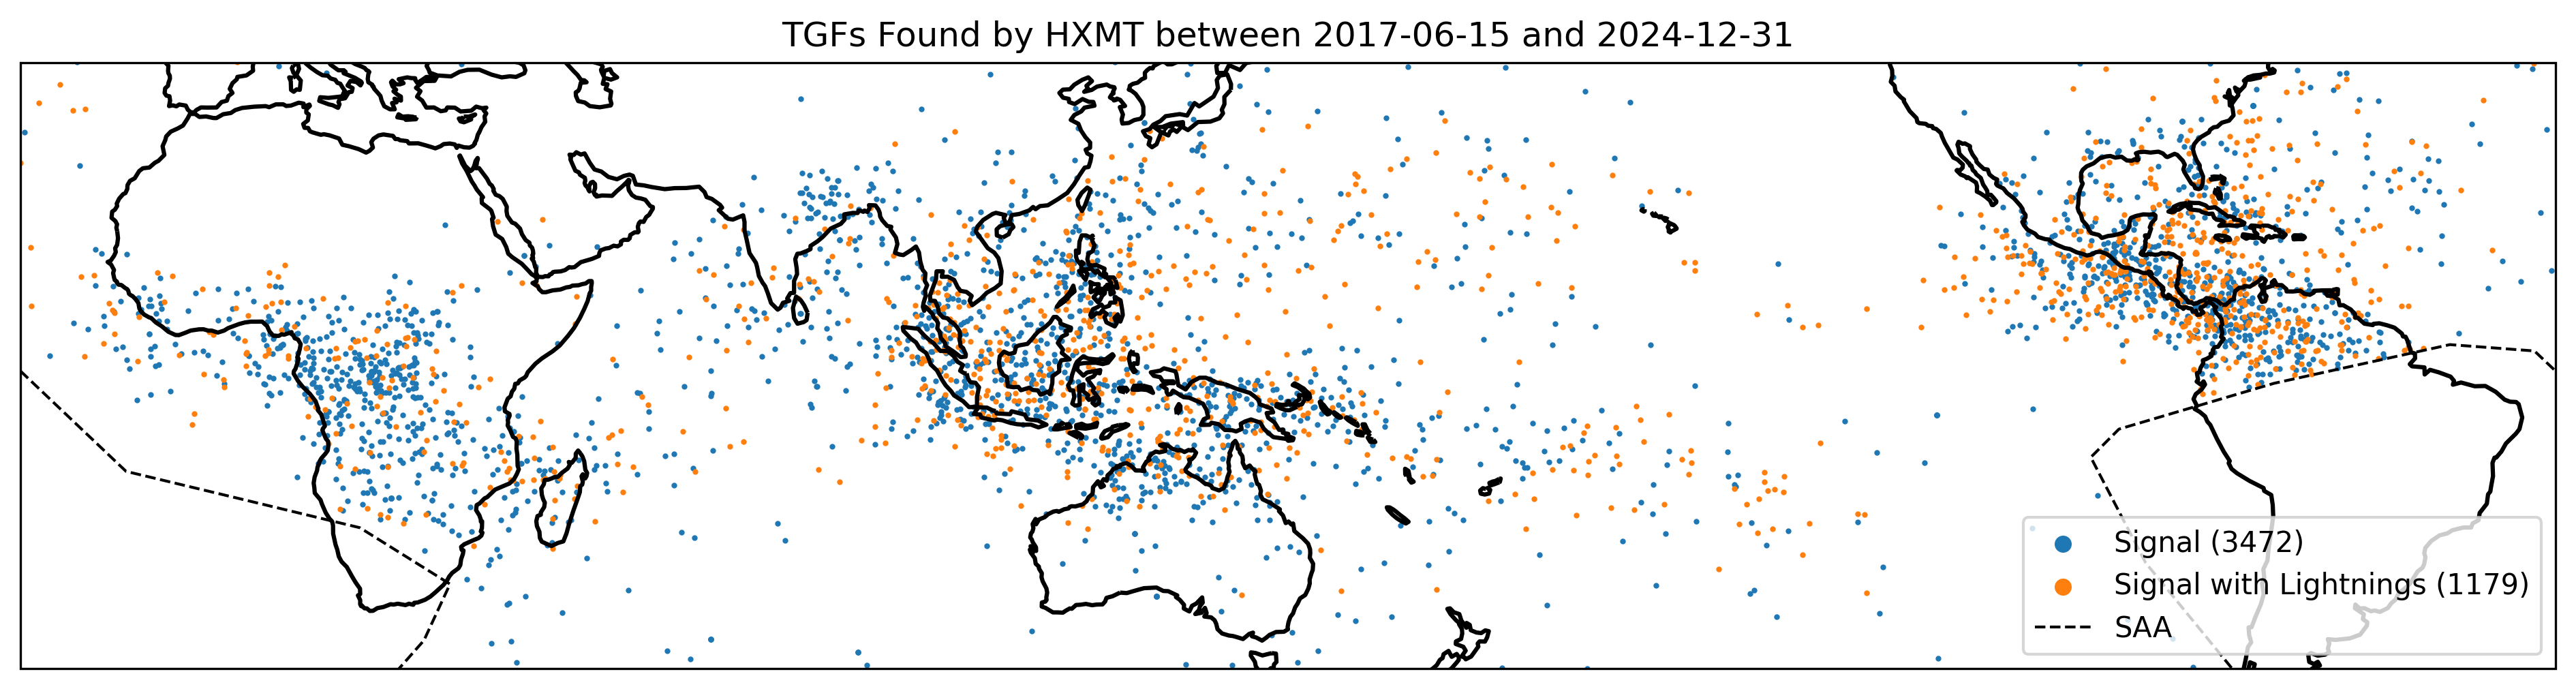 TGFs Found by HXMT between 2017-06-15 and 2024-12-31
Signal (3472)
Signal with Lightnings (1179)
SAA